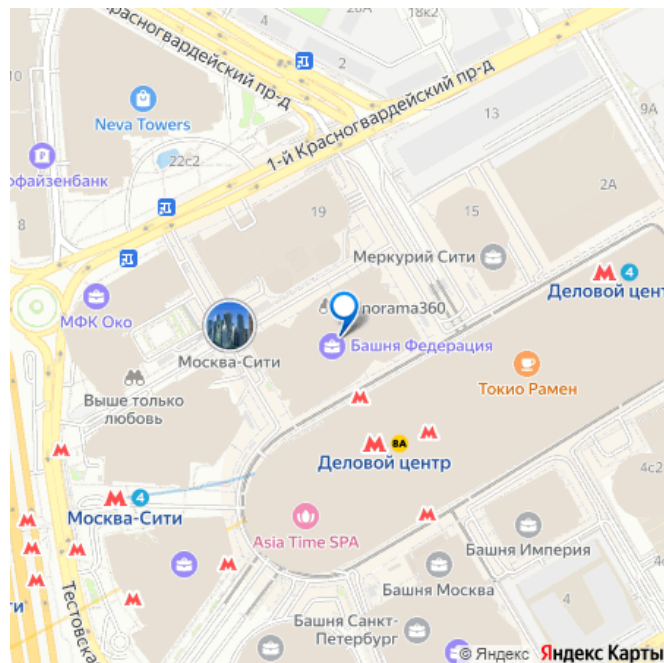 4
18к2
20А
Красногвардейский пр-д
2
10
Neva Towers
1-й Красногвардейский пр-д
13
9А
22с2
офайзенбанк
2А
8
19
15
Меркурий Сити
4
Деловой цент
МФК Око
norama360
Москва-Сити
Башня Федерация
Токио Рамен
Выше только
любовь
8А
Деловой центр
4с2
4
Москва-Сити
Asia Time SPA
Башня Империя
Башня Москва
4
Тестовска
ти
Башня Санкт-
Петербург
© Яндекс Яндекс Карты